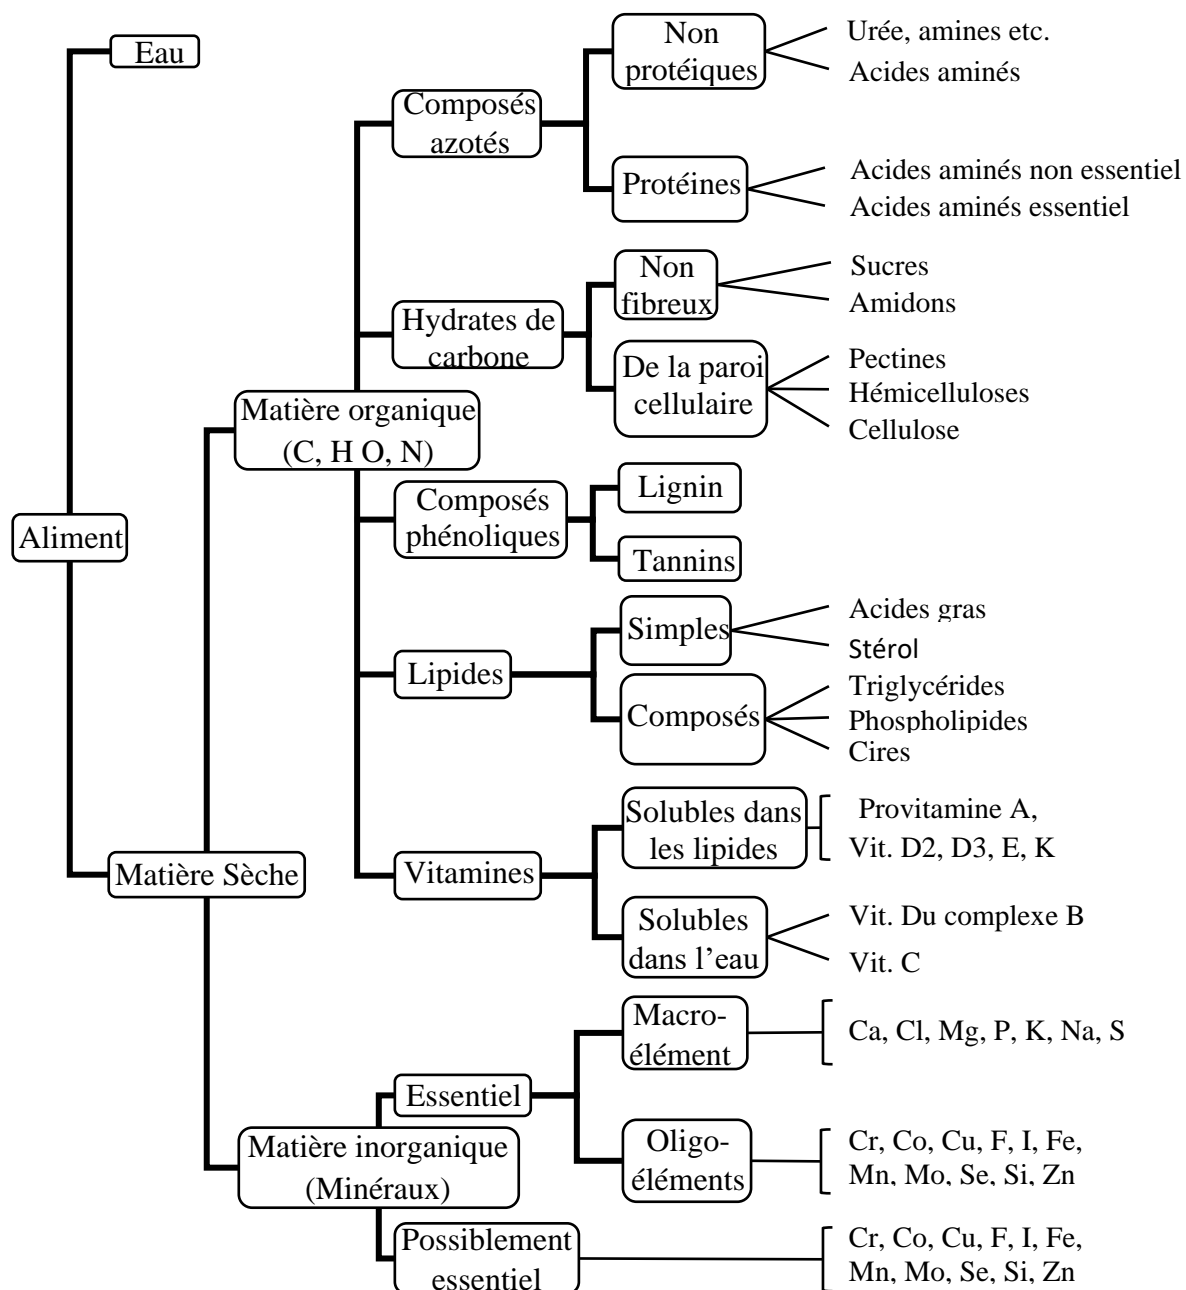 Eau
Non
protéiques
Urée, amines etc.
Acides aminés
Composés
azotés
Protéines
Acides aminés non essentiel
Acides aminés essentiel
Non
fibreux
Sucres
Amidons
Hydrates de
carbone
De la paroi
cellulaire
Pectines
Hémicelluloses
Cellulose
Matière organique
(C, H O, N)
Composés
phénoliques
Lignin
Tannins
Aliment
Simples
Acides gras
Stérol
Lipides
Composés
Triglycérides
Phospholipides
Cires
Solubles dans
les lipides
Provitamine A,
Vit. D2, D3, E, K
Matière Sèche
Vitamines
Solubles
dans l’eau
Vit. Du complexe B
Vit. C
Macro-
élément
Ca, Cl, Mg, P, K, Na, S
Essentiel
Oligo-
éléments
Cr, Co, Cu, F, I, Fe,
Mn, Mo, Se, Si, Zn
Matière inorganique
(Minéraux)
Possiblement
essentiel
Cr, Co, Cu, F, I, Fe,
Mn, Mo, Se, Si, Zn